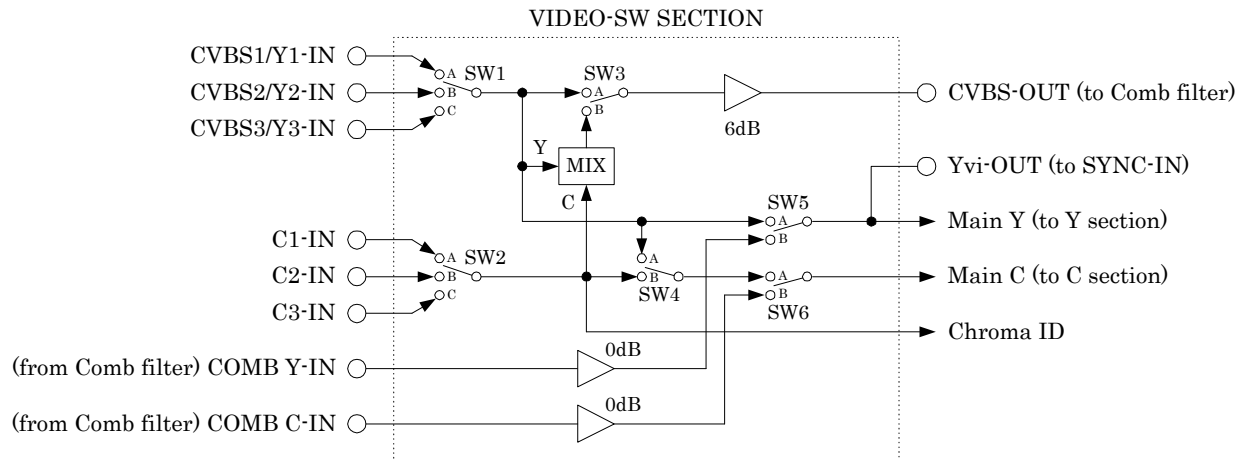 VIDEO-SW SECTION
CVBS1/Y1-IN
CVBS2/Y2-IN
CVBS3/Y3-IN
A
B
C
SW1
SW3
A
B
6dB
CVBS-OUT (to Comb filter)
Y
MIX
C
Yvi-OUT (to SYNC-IN)
SW5
A
B
Main Y (to Y section)
C1-IN
C2-IN
C3-IN
A
B
C
SW2
A
B
SW4
A
B
SW6
Main C (to C section)
Chroma ID
(from Comb filter) COMB Y-IN
0dB
(from Comb filter) COMB C-IN
0dB